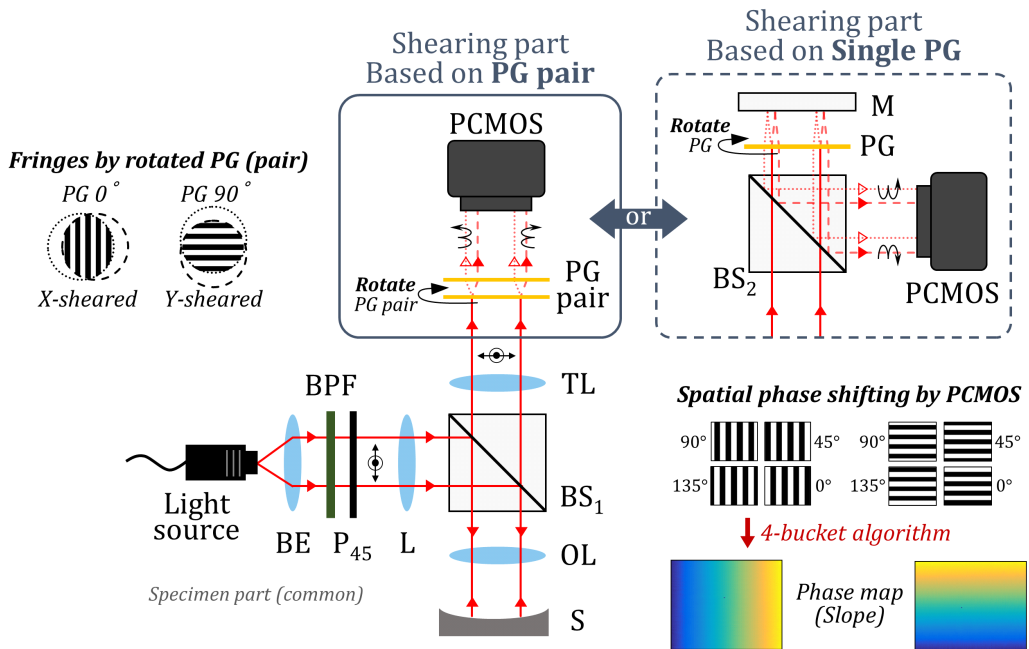 Shearing part
Based on PG pair
Shearing part
Based on Single PG
PCMOS
Rotate
PG pair
PG
pair
or
M
Rotate
PG
PG
BS2
PCMOS
Fringes by rotated PG (pair)
PG 0°
PG 90°
X-sheared
Y-sheared
TL
BPF
Light
source
BE
P45
L
BS1
OL
S
Specimen part (common)
Spatial phase shifting by PCMOS
90°
45°
135°
0°
90°
45°
135°
0°
4-bucket algorithm
Phase map
(Slope)